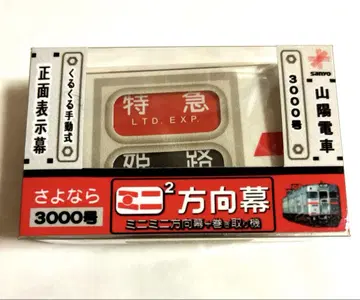 正面表示幕
くるくる手動式
特急
LTD. EXP.
姫路
3000号
sanyo
山陽電車
さよなら
3000号
ミニ2方向幕
ミニミニ方向幕・巻き取り機